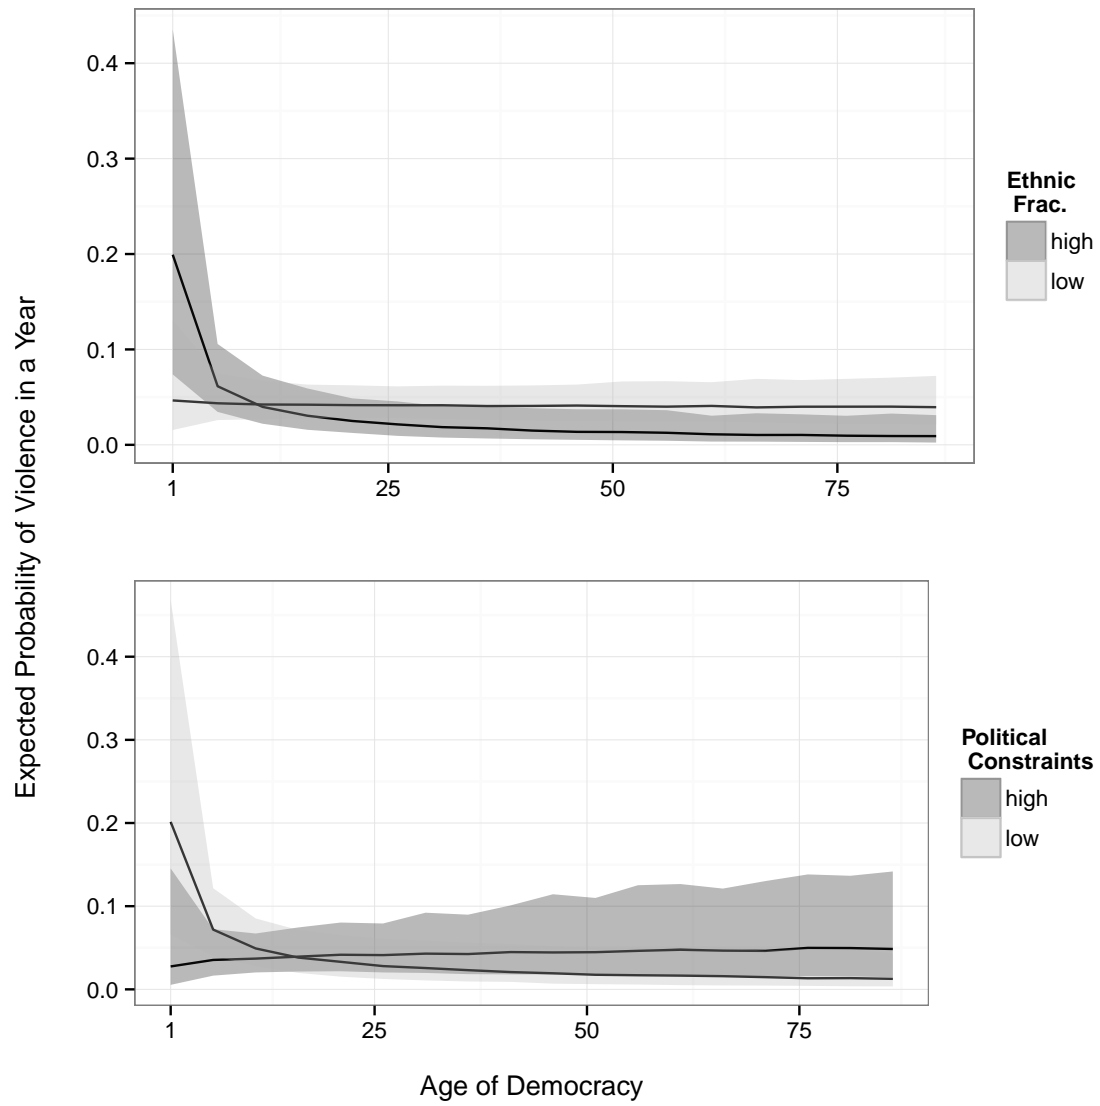 Expected Probability of Violence in a Year
0.4
0.3
0.2
0.1
0.0
1 25 50 75
Ethnic
Frac.
high
low
0.4
0.3
0.2
0.1
0.0
1 25 50 75
Political
Constraints
high
low
Age of Democracy